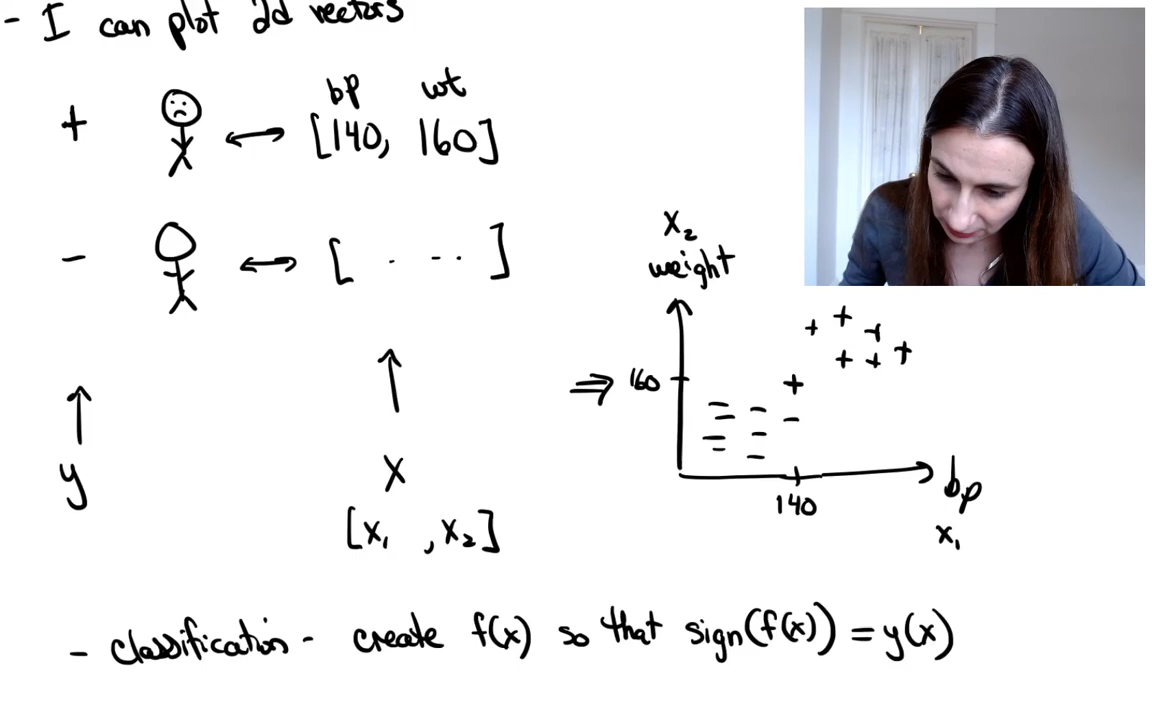 - I can plot 2d vectors
bp wt
+ ↔ [140, 160]
- ↔ [ . . . ]
x₂
weight
⇒ 160
140
bp
x₁
↑ ↑
y x
[x₁ , x₂]
- classification - create f(x) so that sign(f(x)) = y(x)